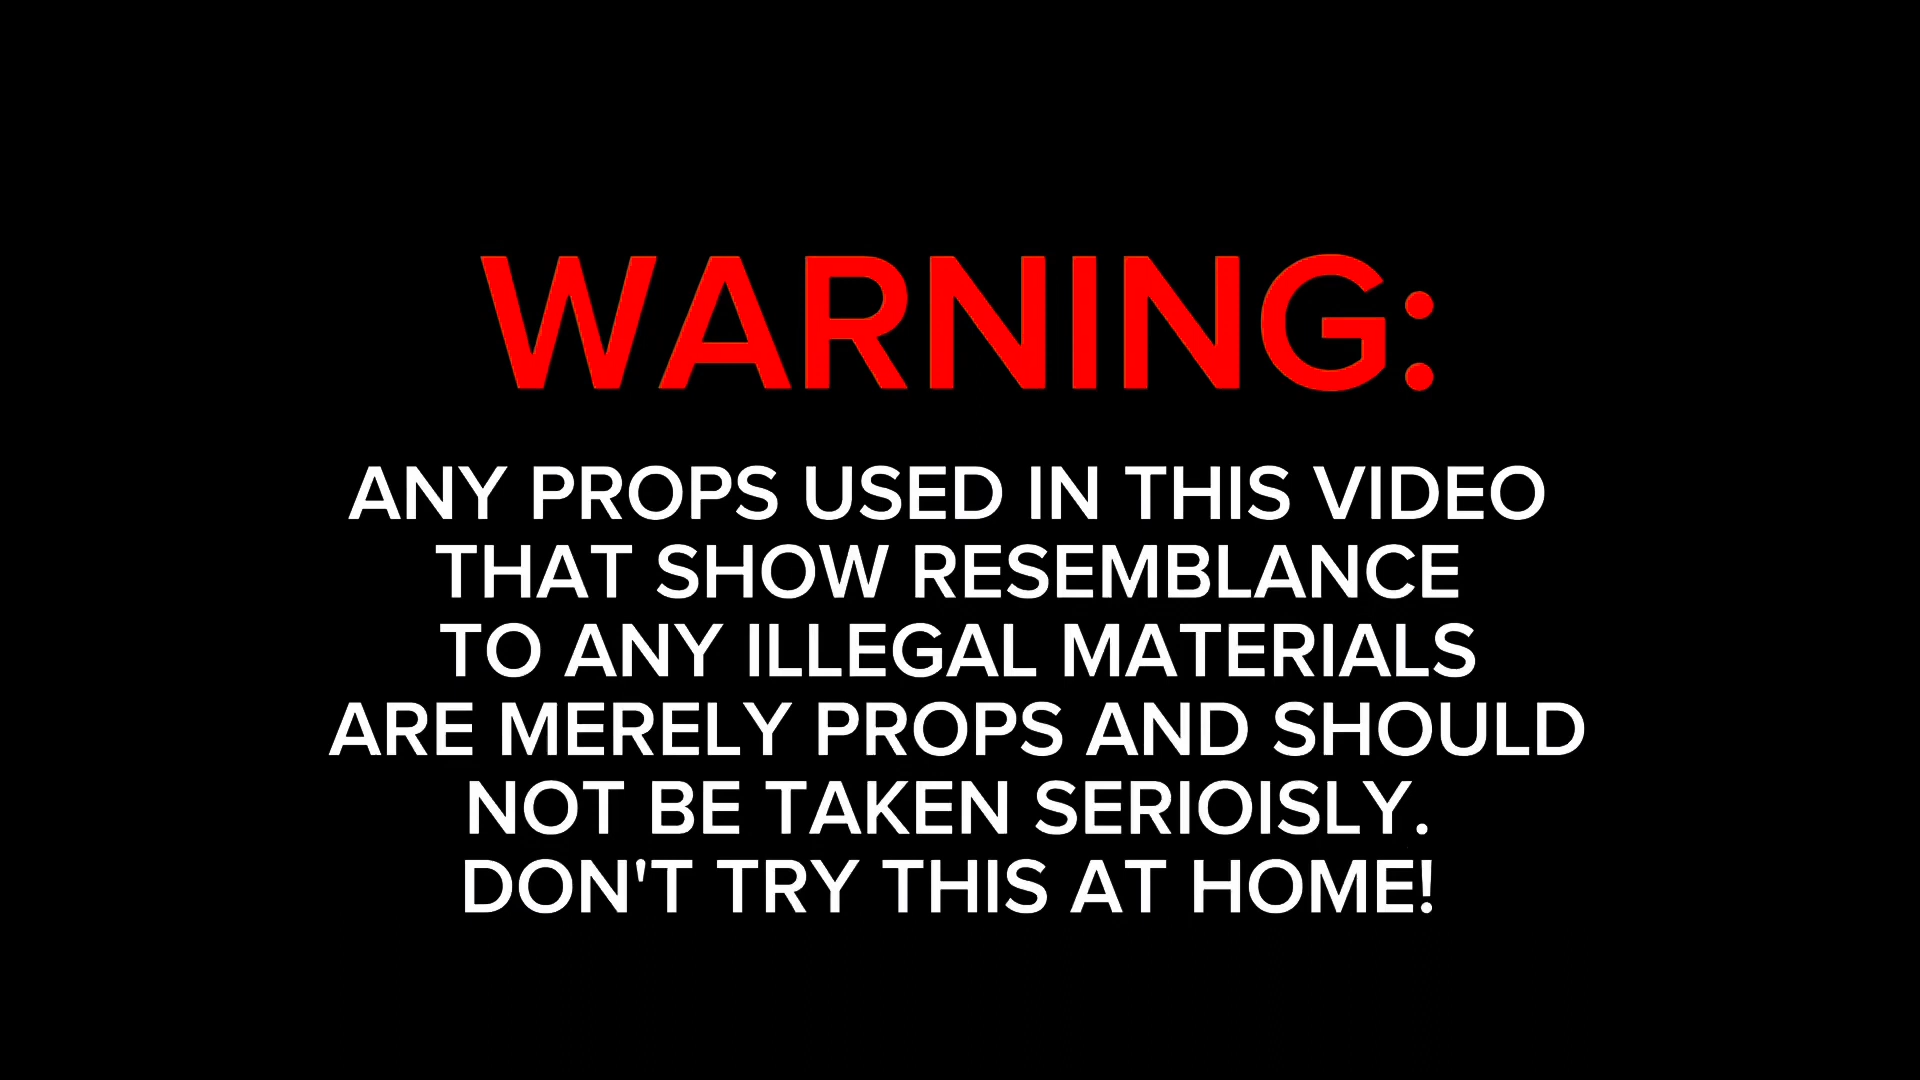 WARNING:
ANY PROPS USED IN THIS VIDEO
THAT SHOW RESEMBLANCE
TO ANY ILLEGAL MATERIALS
ARE MERELY PROPS AND SHOULD
NOT BE TAKEN SERIOISLY.
DON'T TRY THIS AT HOME!